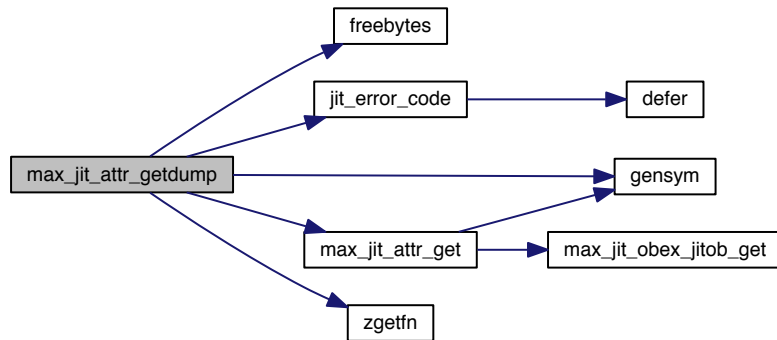 freebytes
jit_error_code
defer
max_jit_attr_getdump
gensym
max_jit_attr_get
max_jit_obex_jitob_get
zgetfn